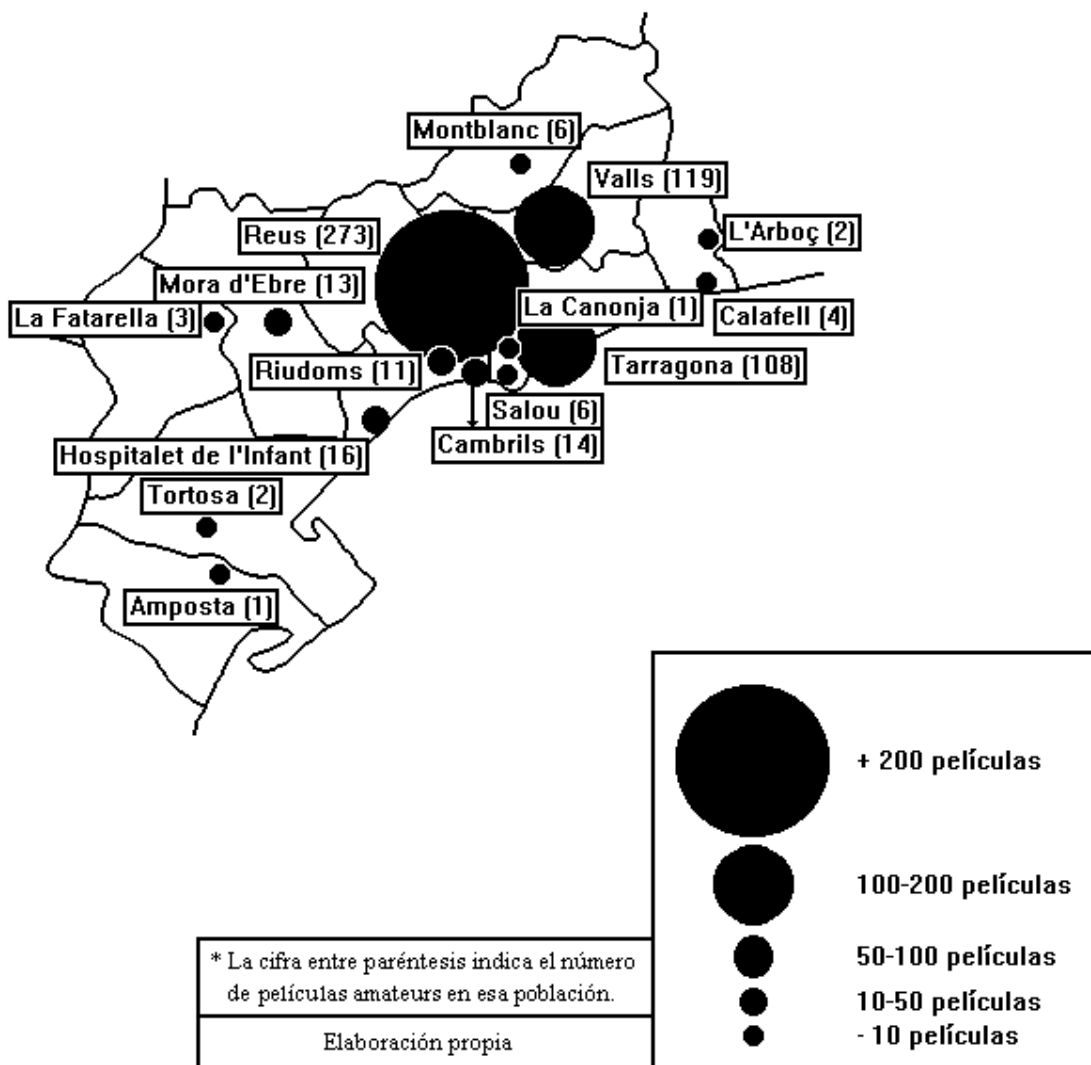 Montblanc (6)
Valls (119)
Reus (273)
L'Arboç (2)
Mora d'Ebre (13)
La Canonja (1)
La Fatarella (3)
Calafell (4)
Riudoms (11)
Tarragona (108)
Salou (6)
Cambrils (14)
Hospitalet de l'Infant (16)
Tortosa (2)
Amposta (1)
+ 200 películas
100-200 películas
50-100 películas
10-50 películas
- 10 películas
* La cifra entre paréntesis indica el número
de películas amateurs en esa población.
Elaboración propia